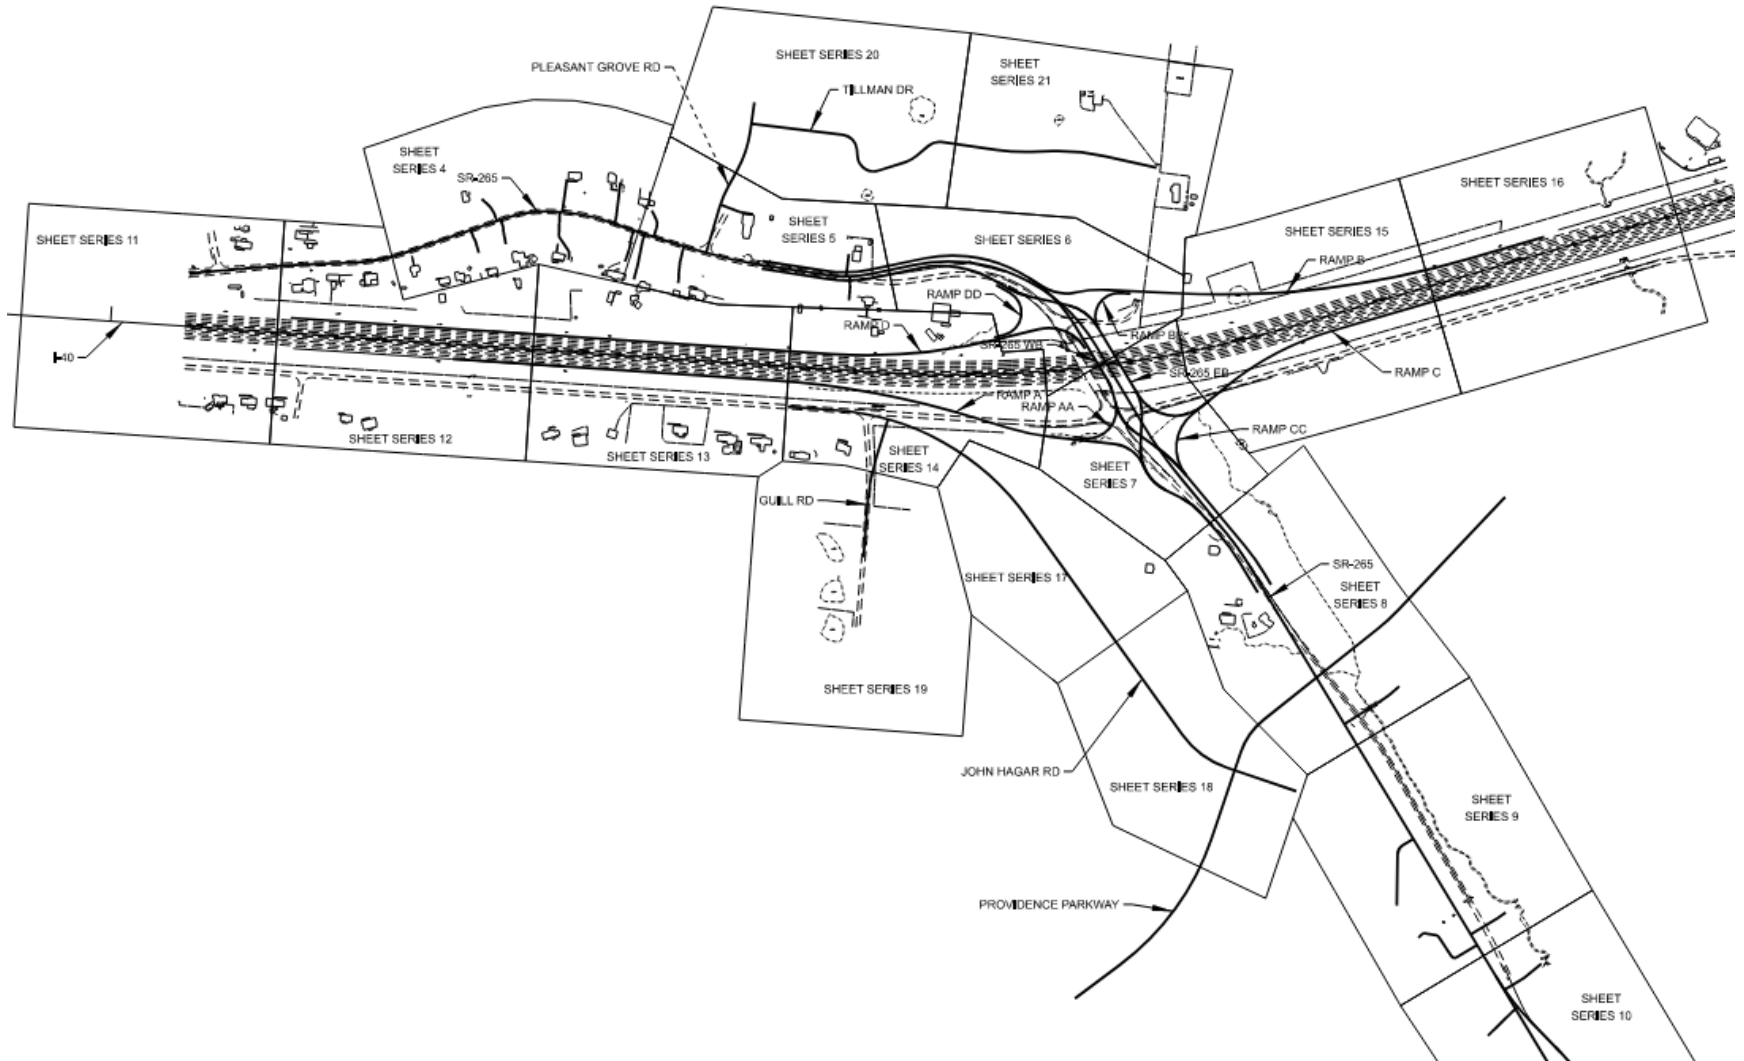 SHEET SERIES 20
SHEET
SERIES 21
PLEASANT GROVE RD
TILLMAN DR
SHEET
SERIES 4
SR-265
SHEET SERIES 16
SHEET SERIES 11
SHEET
SERIES 5
SHEET SERIES 6
SHEET SERIES 15
RAMP B
RAMP DD
RAMP D
RAMP BB
SR-265 WB
I-40
SR-265 EB
RAMP C
RAMP A
RAMP AA
RAMP CC
SHEET SERIES 12
SHEET SERIES 13
SHEET
SERIES 14
SHEET
SERIES 7
GUILL RD
SR-265
SHEET SERIES 17
SHEET
SERIES 8
SHEET SERIES 19
JOHN HAGAR RD
SHEET SERIES 18
SHEET
SERIES 9
PROVIDENCE PARKWAY
SHEET
SERIES 10